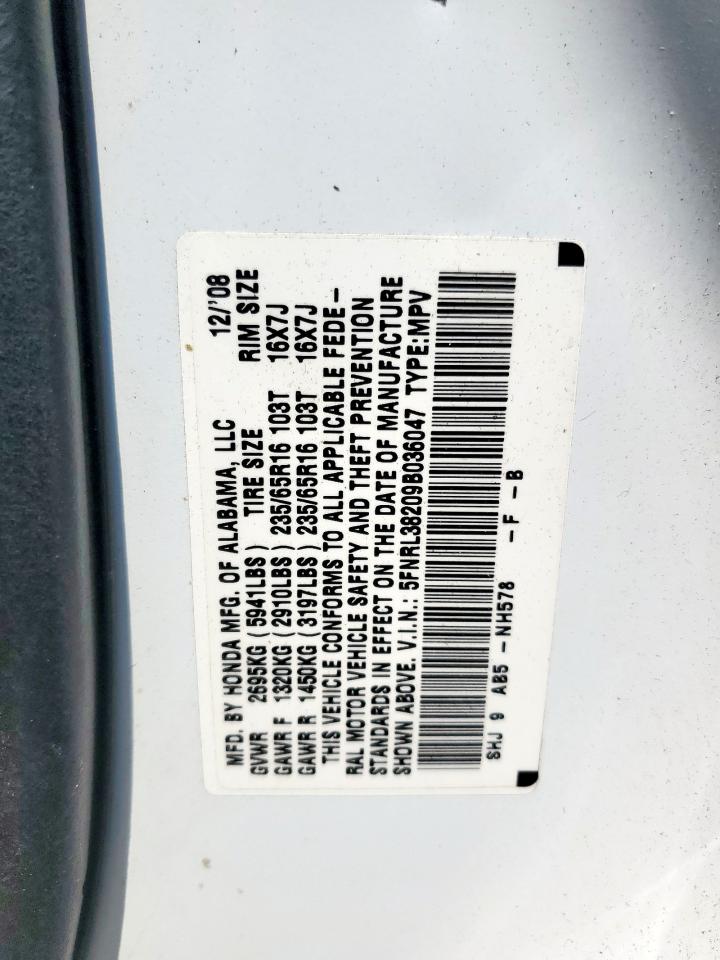 MFD. BY HONDA MFG. OF ALABAMA, LLC 12/'08
GVWR 2695KG (5941LBS) TIRE SIZE RIM SIZE
GAWR F 1320KG (2910LBS) 235/65R16 103T 16X7J
GAWR R 1450KG (3197LBS) 235/65R16 103T 16X7J
THIS VEHICLE CONFORMS TO ALL APPLICABLE FEDE-
RAL MOTOR VEHICLE SAFETY AND THEFT PREVENTION
STANDARDS IN EFFECT ON THE DATE OF MANUFACTURE
SHOWN ABOVE. V.I.N.: 5FNRL38209B036047 TYPE:MPV
SHJ 9 AB5 -NH578 -F -B